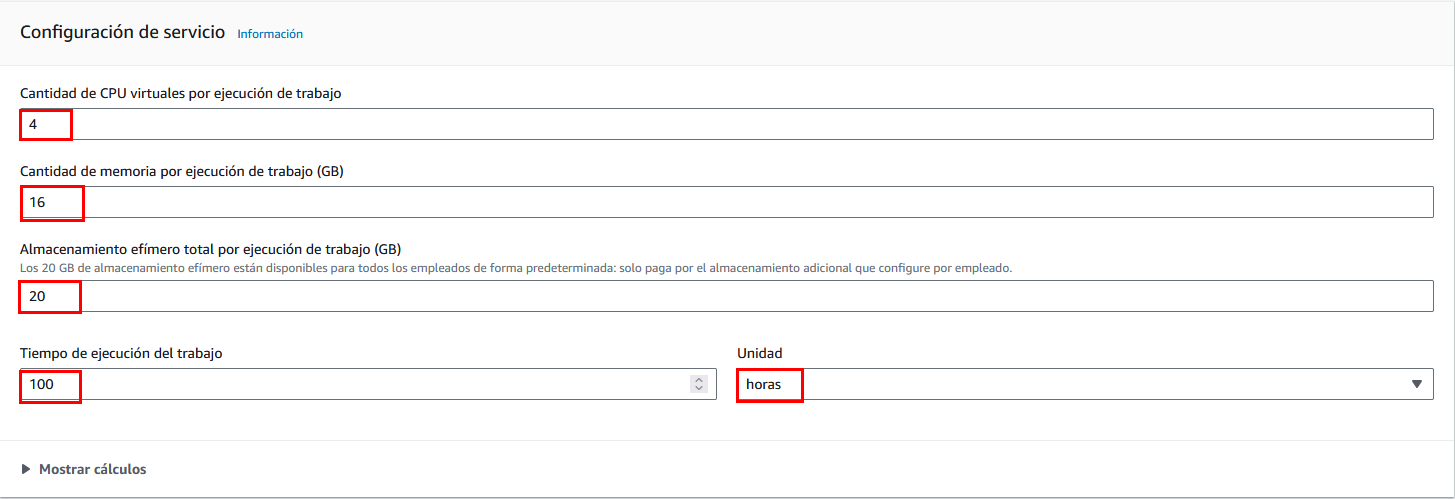 Configuración de servicio Información
Cantidad de CPU virtuales por ejecución de trabajo
4
Cantidad de memoria por ejecución de trabajo (GB)
16
Almacenamiento efímero total por ejecución de trabajo (GB)
Los 20 GB de almacenamiento efímero están disponibles para todos los empleados de forma predeterminada: solo paga por el almacenamiento adicional que configure por empleado.
20
Tiempo de ejecución del trabajo
100
Unidad
horas
Mostrar cálculos